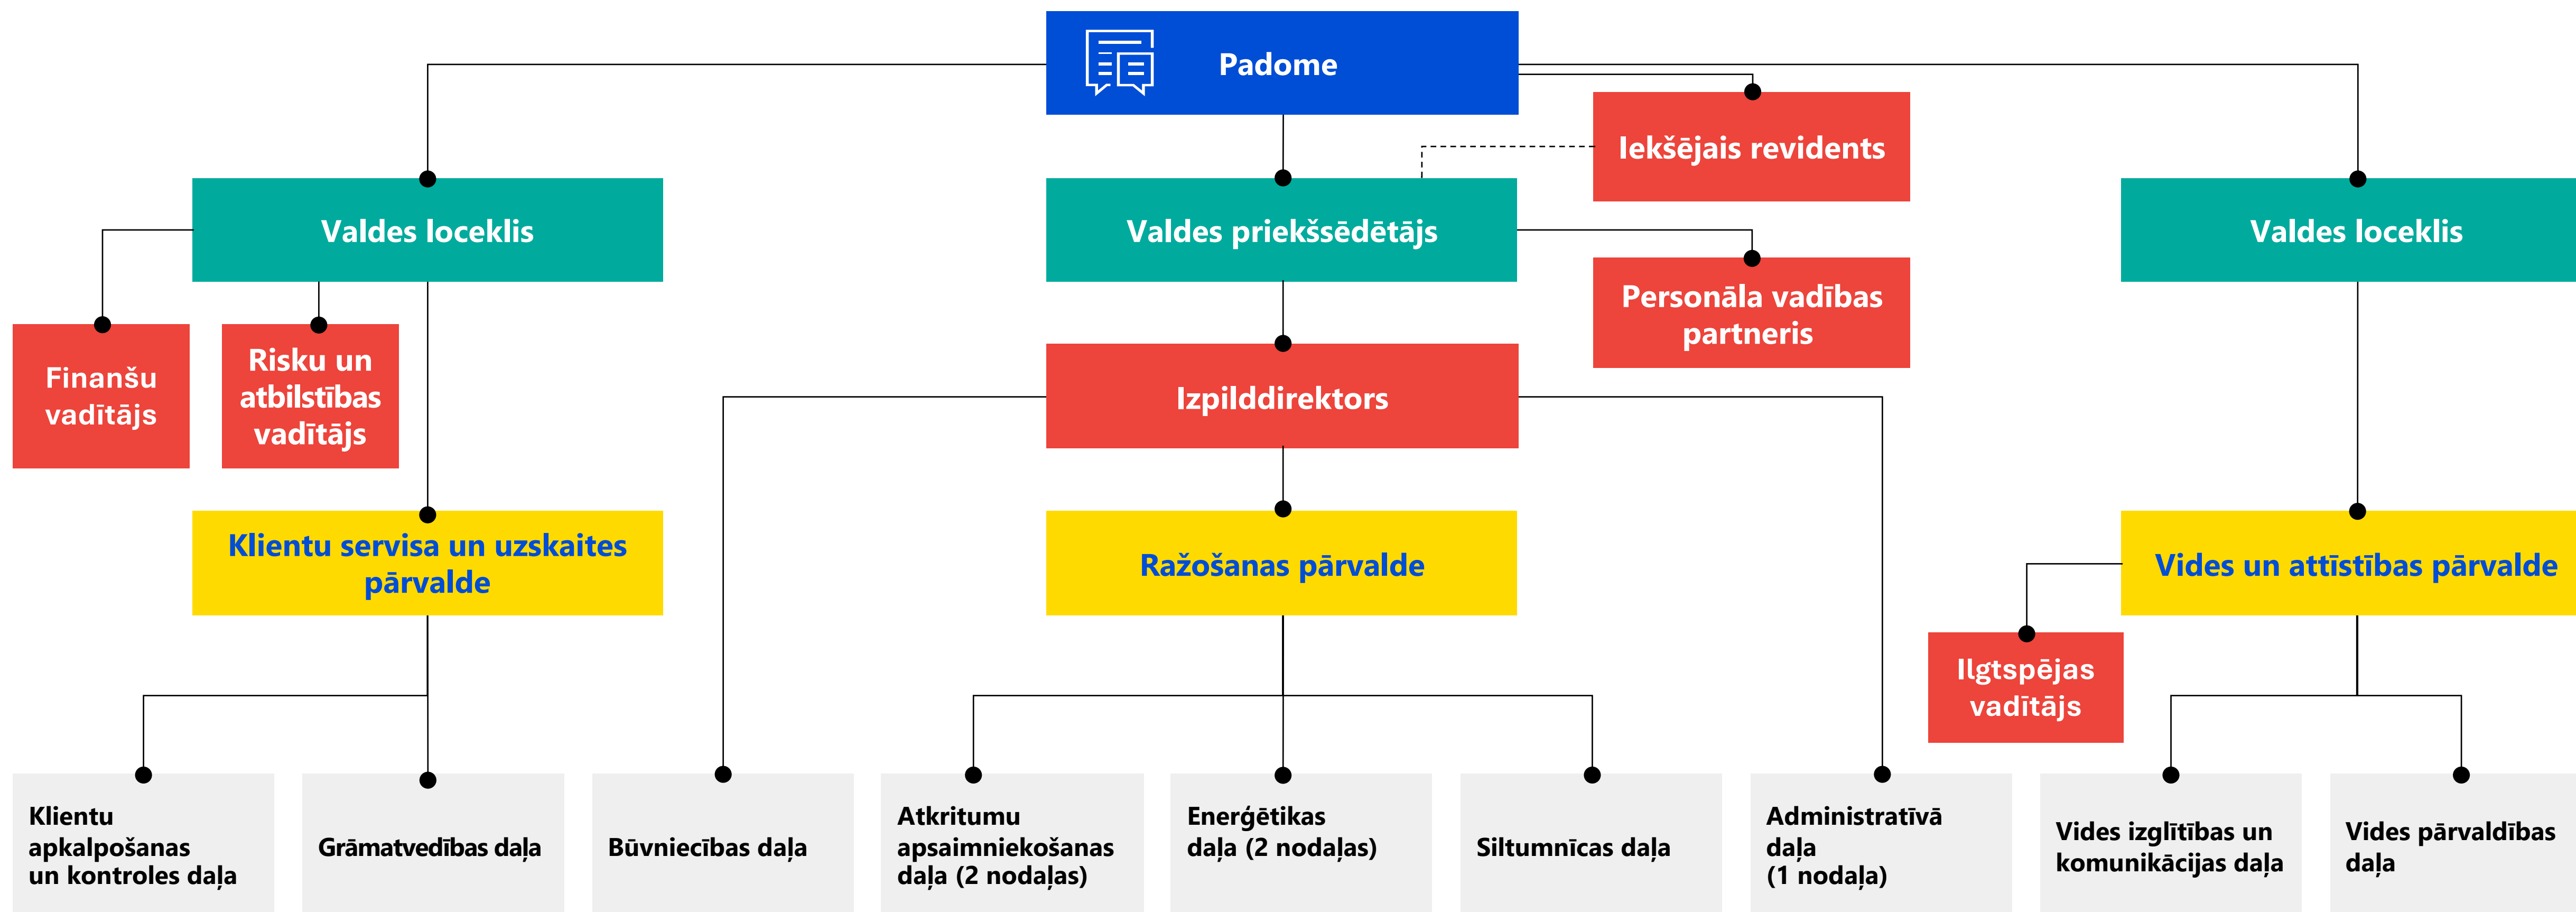 Padome
Iekšējais revidents
Valdes loceklis
Valdes priekšsēdētājs
Valdes loceklis
Personāla vadības
partneris
Finanšu
vadītājs
Risku un
atbilstības
vadītājs
Izpilddirektors
Klientu servisa un uzskaites
pārvalde
Ražošanas pārvalde
Vides un attīstības pārvalde
Ilgtspējas
vadītājs
Klientu
apkalpošanas
un kontroles daļa
Grāmatvedības daļa
Būvniecības daļa
Atkritumu
apsaimniekošanas
daļa (2 nodaļas)
Enerģētikas
daļa (2 nodaļas)
Siltumnīcas daļa
Administratīvā
daļa
(1 nodaļa)
Vides izglītības un
komunikācijas daļa
Vides pārvaldības
daļa